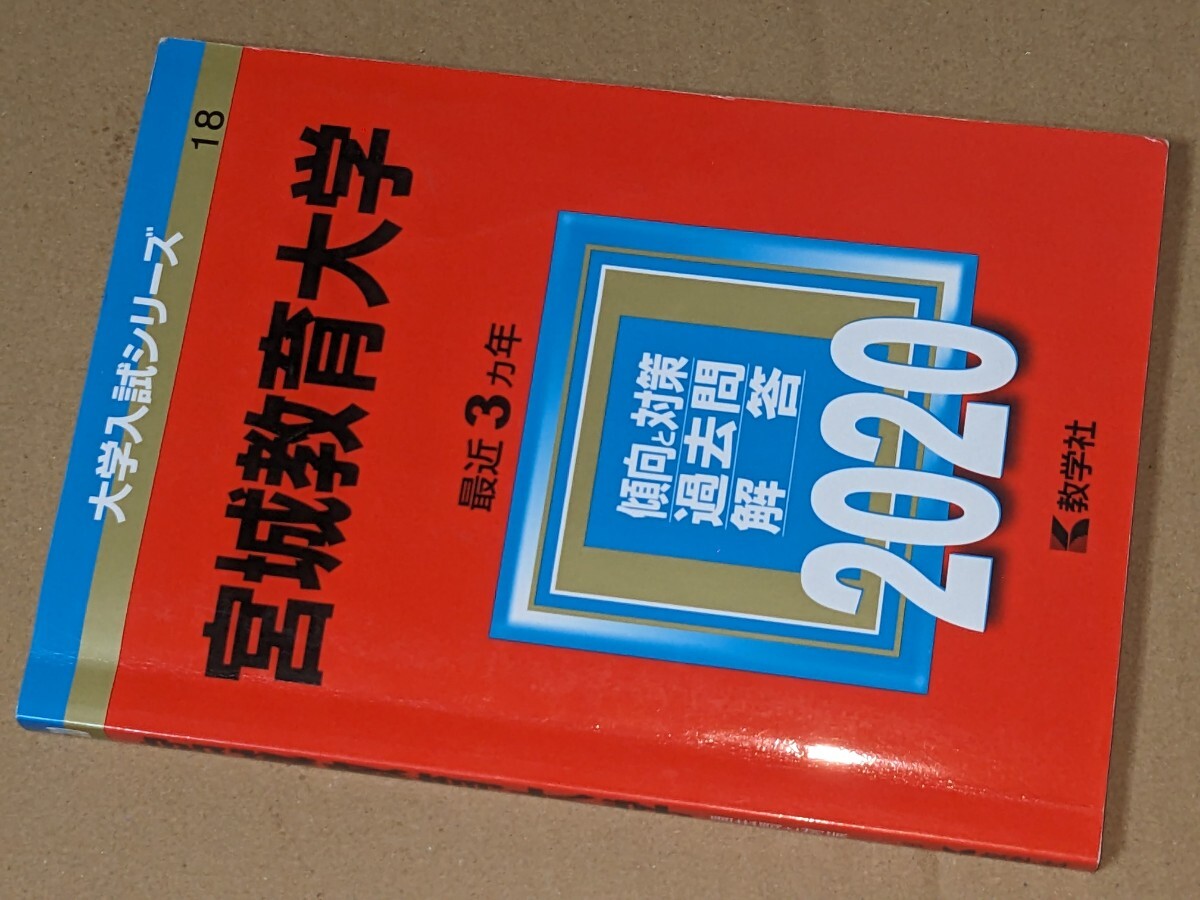 大学入試シリーズ
18
宮城教育大学
最近3カ年
傾向と対策
過去問
解答
2020
教学社